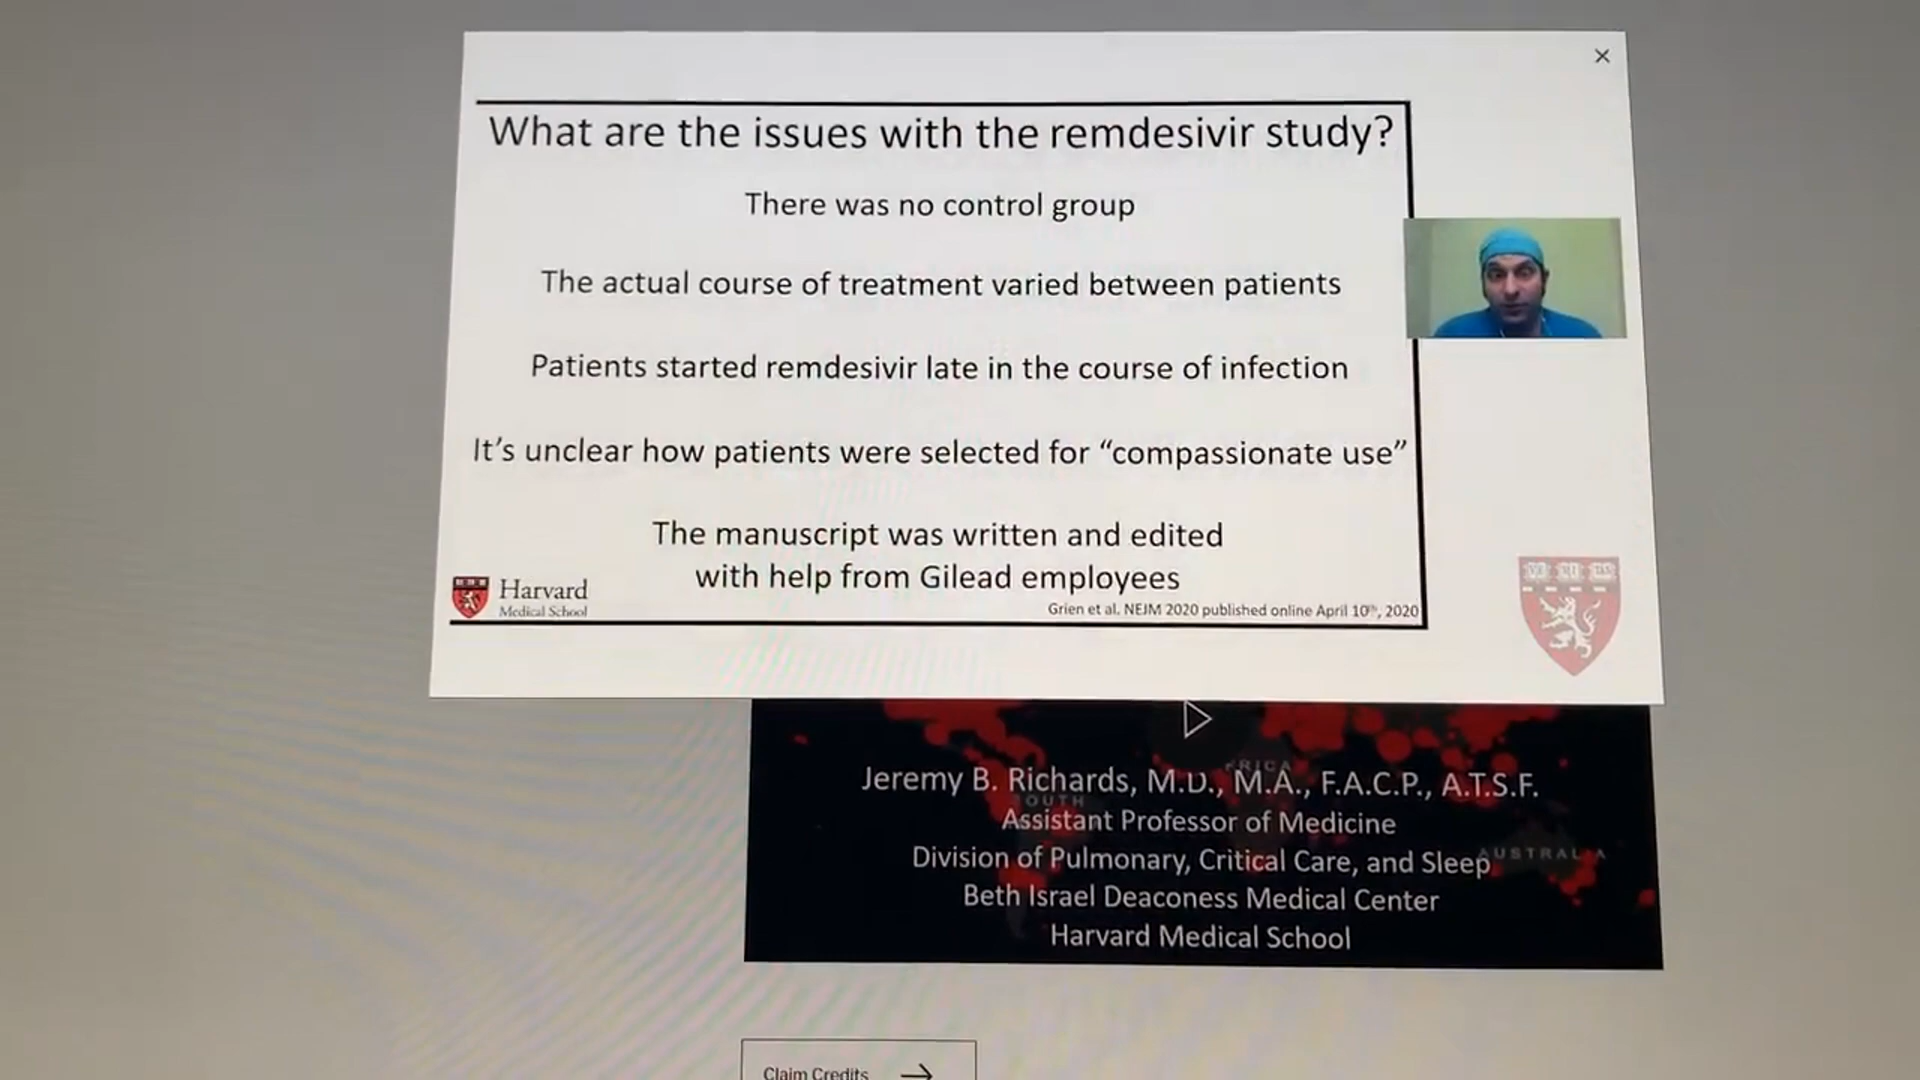 What are the issues with the remdesivir study?
There was no control group
The actual course of treatment varied between patients
Patients started remdesivir late in the course of infection
It's unclear how patients were selected for “compassionate use”
The manuscript was written and edited
with help from Gilead employees
Harvard
Medical School
Grien et al. NEJM 2020 published online April 10th, 2020
VE RI TAS
Jeremy B. Richards, M.D., M.A., F.A.C.P., A.T.S.F.
Assistant Professor of Medicine
Division of Pulmonary, Critical Care, and Sleep
AUSTRALIA
Beth Israel Deaconess Medical Center
Harvard Medical School
Claim Credits